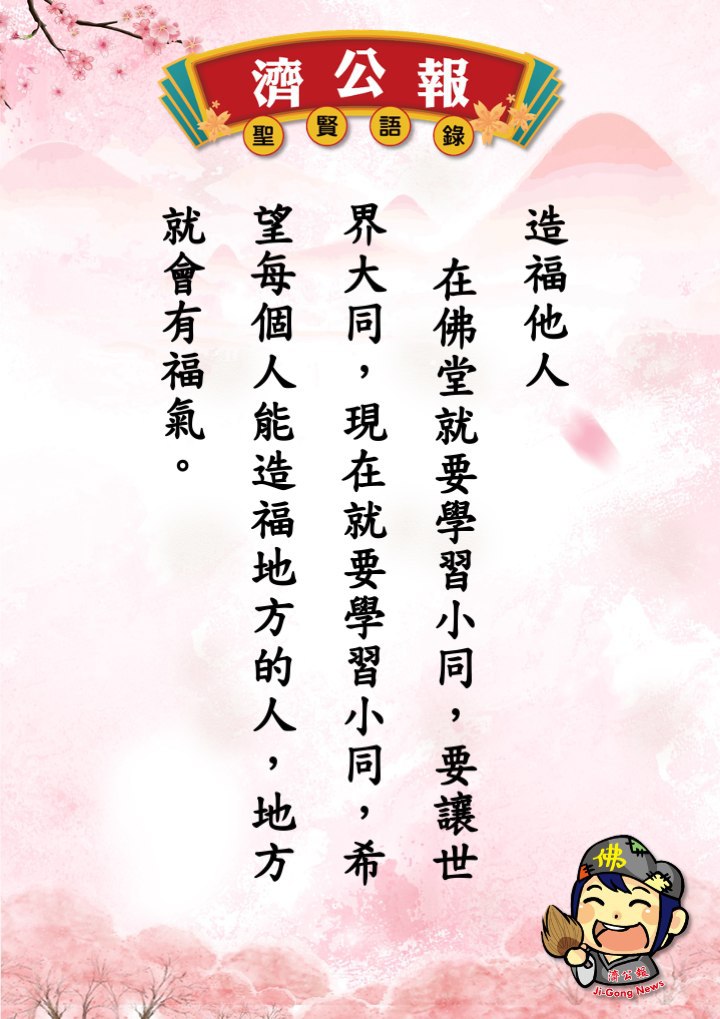 濟公報
聖賢語錄
造福他人
在佛堂就要學習小同，要讓世
界大同，現在就要學習小同，希
望每個人能造福地方的人，地方
就會有福氣。
佛
濟公報
Ji-Gong News